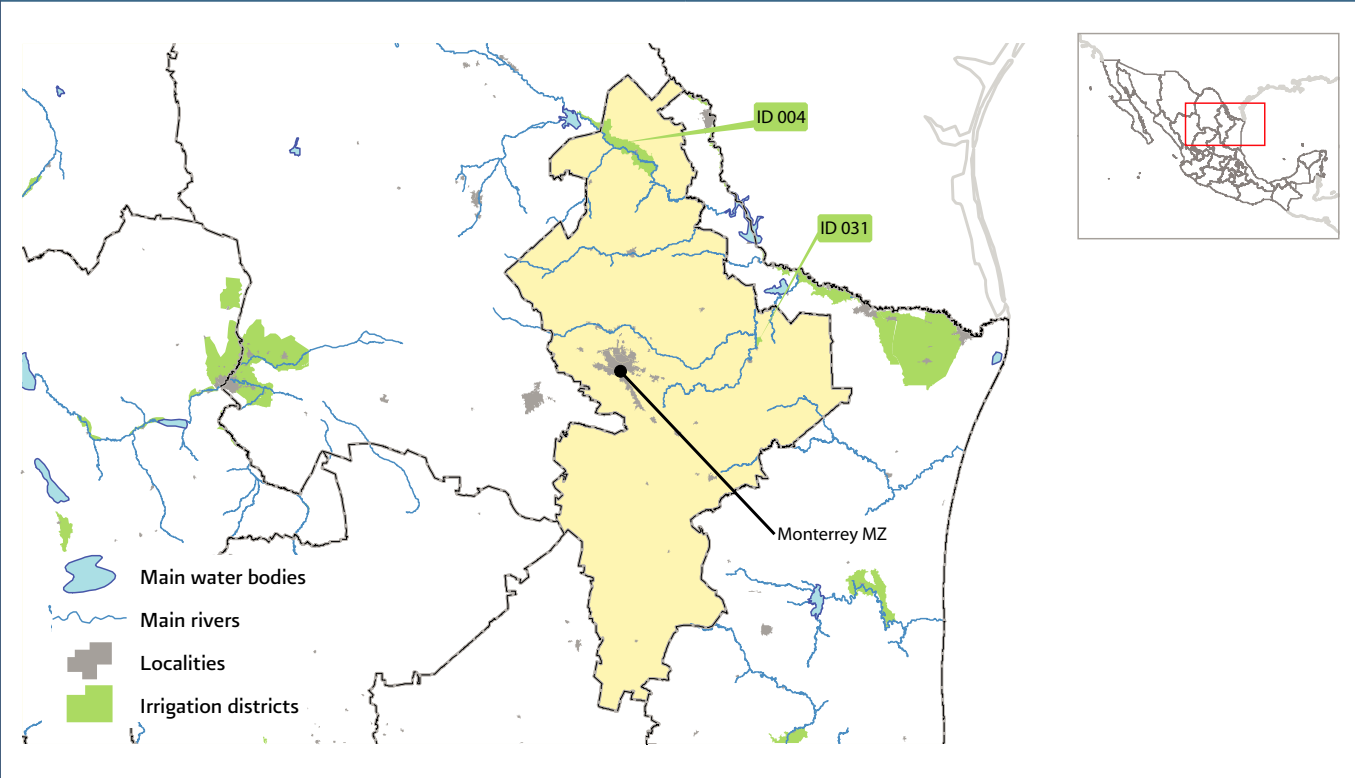 ID 004
ID 031
Monterrey MZ
Main water bodies
Main rivers
Localities
Irrigation districts